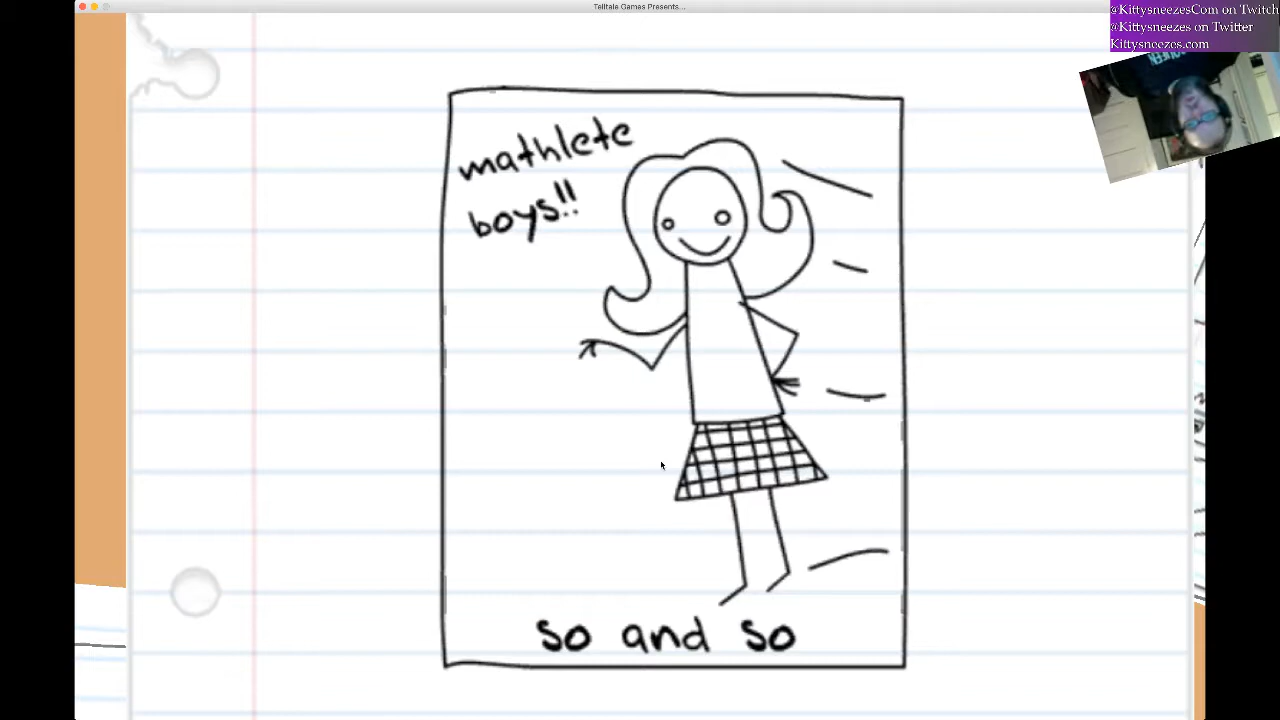 Telltale Games Presents...
@KittysneezesCom on Twitch
@Kittysneezes on Twitter
Kittysneezes.com
mathlete
boys!!
so and so